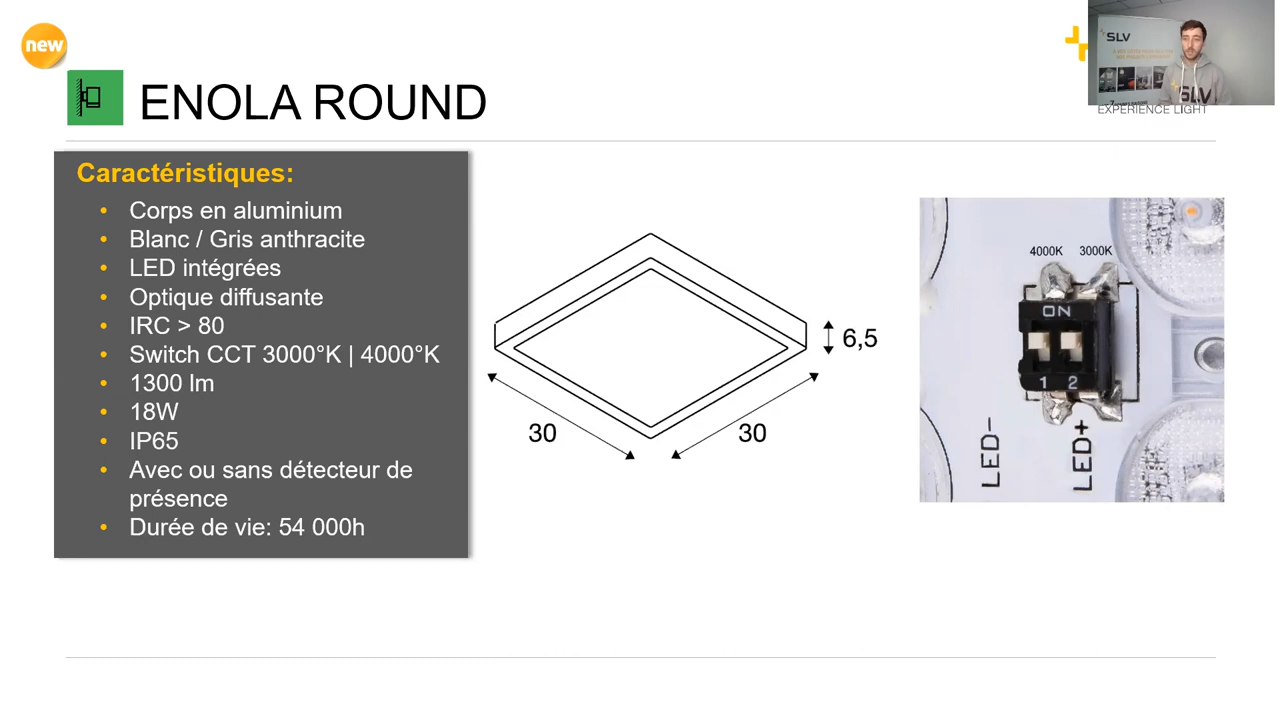 new
ENOLA ROUND
SLV
SLV
EXPERIENCE LIGHT
Caractéristiques:
• Corps en aluminium
• Blanc / Gris anthracite
• LED intégrées
• Optique diffusante
• IRC > 80
• Switch CCT 3000°K | 4000°K
• 1300 lm
• 18W
• IP65
• Avec ou sans détecteur de
présence
• Durée de vie: 54 000h
6,5
30
30
4000K 3000K
ON
1 2
LED-
LED+